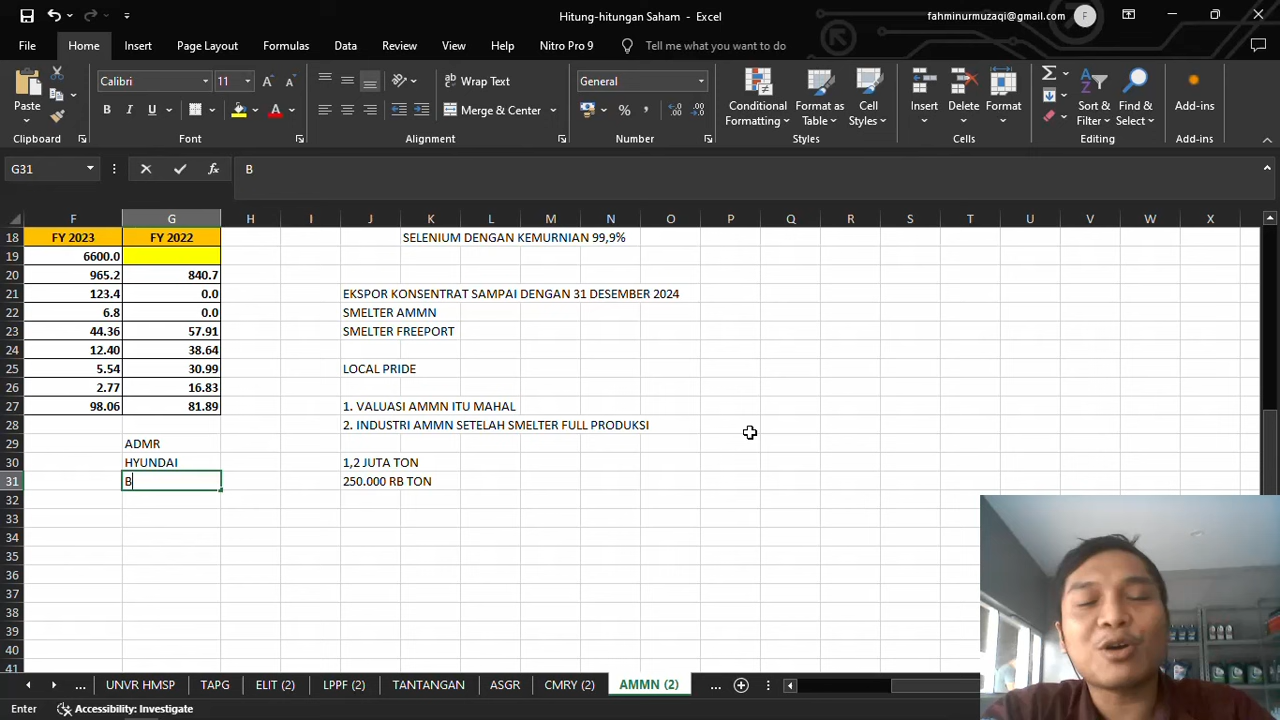 Hitung-hitungan Saham - Excel
fahminurmuzaqi@gmail.com F
File Home Insert Page Layout Formulas Data Review View Help Nitro Pro 9 Tell me what you want to do
Paste Calibri 11 Wrap Text General Conditional Formatting Format as Table Cell Styles Insert Delete Format Sort & Filter Find & Select Add-ins
B I U Merge & Center
Clipboard Font Alignment Number Styles Cells Editing Add-ins
G31 fx B
F G H I J K L M N O P Q R S T U V W X
18 FY 2023 FY 2022 SELENIUM DENGAN KEMURNIAN 99,9%
19 6600.0
20 965.2 840.7
21 123.4 0.0 EKSPOR KONSENTRAT SAMPAI DENGAN 31 DESEMBER 2024
22 6.8 0.0 SMELTER AMMN
23 44.36 57.91 SMELTER FREEPORT
24 12.40 38.64
25 5.54 30.99 LOCAL PRIDE
26 2.77 16.83
27 98.06 81.89 1. VALUASI AMMN ITU MAHAL
28 2. INDUSTRI AMMN SETELAH SMELTER FULL PRODUKSI
29 ADMR
30 HYUNDAI 1,2 JUTA TON
31 B 250.000 RB TON
32
33
34
35
36
37
38
39
40
41
... UNVR HMSP TAPG ELIT (2) LPPF (2) TANTANGAN ASGR CMRY (2) AMMN (2) ...
Enter Accessibility: Investigate